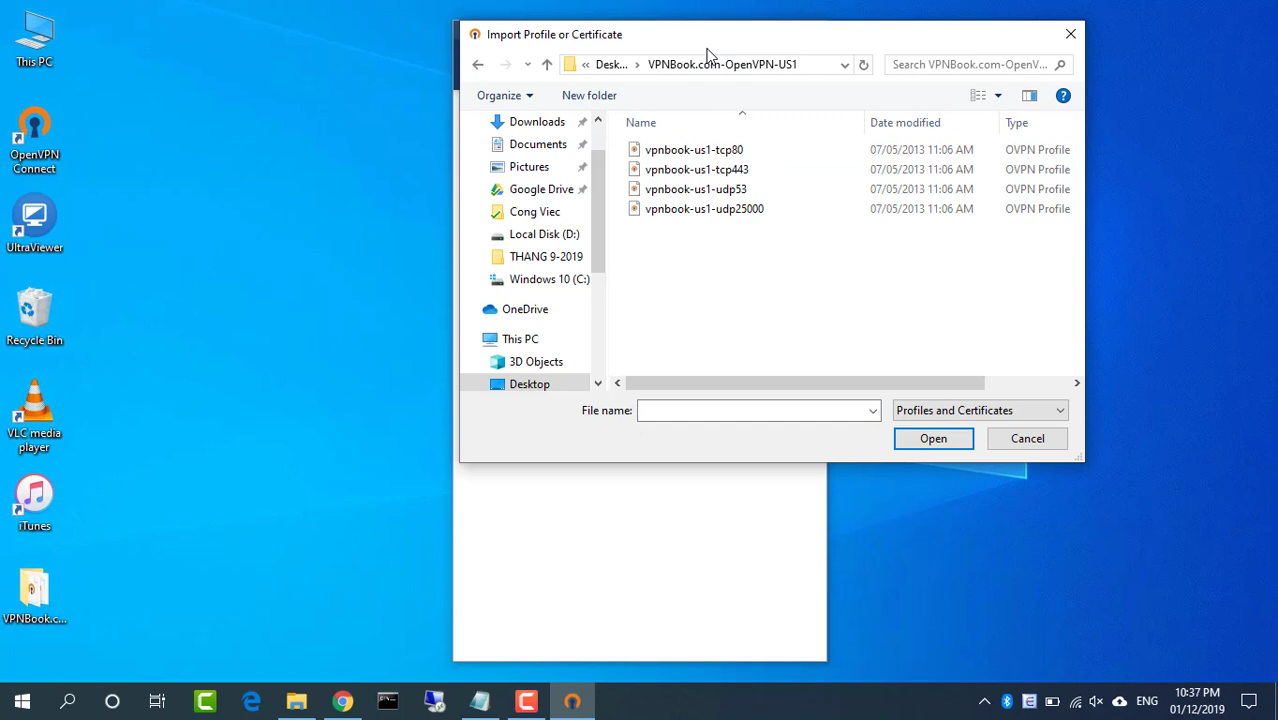 This PC
OpenVPN
Connect
UltraViewer
Recycle Bin
VLC media
player
iTunes
VPNBook.c...
Import Profile or Certificate
« Desk... › VPNBook.com-OpenVPN-US1
Search VPNBook.com-OpenV...
Organize
New folder
Downloads
Documents
Pictures
Google Drive
Cong Viec
Local Disk (D:)
THANG 9-2019
Windows 10 (C:)
OneDrive
This PC
3D Objects
Desktop
Name Date modified Type
vpnbook-us1-tcp80 07/05/2013 11:06 AM OVPN Profile
vpnbook-us1-tcp443 07/05/2013 11:06 AM OVPN Profile
vpnbook-us1-udp53 07/05/2013 11:06 AM OVPN Profile
vpnbook-us1-udp25000 07/05/2013 11:06 AM OVPN Profile
File name:
Profiles and Certificates
Open
Cancel
ENG
10:37 PM
01/12/2019